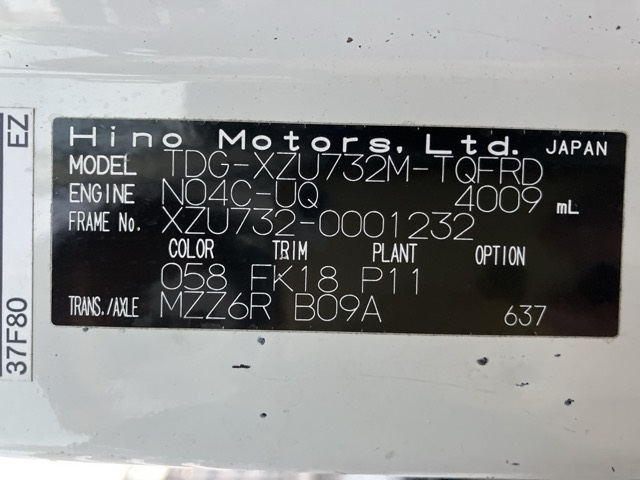 Hino Motors, Ltd. JAPAN
MODEL TDG-XZU732M-TQFRD
ENGINE N04C-UQ 4009 mL
FRAME No. XZU732-0001232
COLOR TRIM PLANT OPTION
058 FK18 P11
TRANS./AXLE MZZ6R B09A 637
37F80 EZ